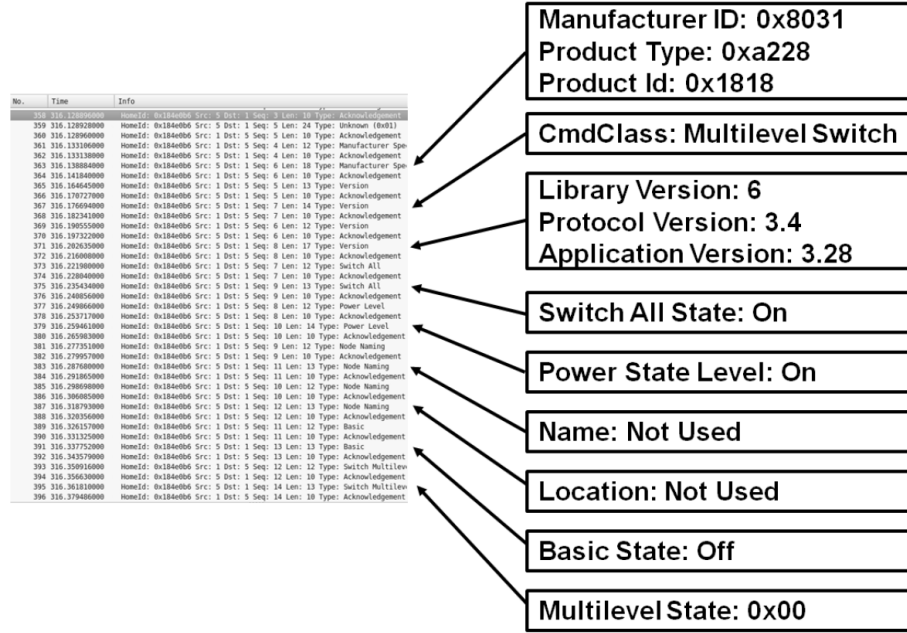 No. Time Info
358 316.128896000 HomeId: 0x184e0b6 Src: 5 Dst: 1 Seq: 3 Len: 10 Type: Acknowledgement
359 316.128928000 HomeId: 0x184e0b6 Src: 5 Dst: 1 Seq: 5 Len: 24 Type: Unknown (0x01)
360 316.128960000 HomeId: 0x184e0b6 Src: 1 Dst: 5 Seq: 5 Len: 10 Type: Acknowledgement
361 316.133106000 HomeId: 0x184e0b6 Src: 1 Dst: 5 Seq: 4 Len: 12 Type: Manufacturer Spe
362 316.133138000 HomeId: 0x184e0b6 Src: 5 Dst: 1 Seq: 4 Len: 10 Type: Acknowledgement
363 316.138884000 HomeId: 0x184e0b6 Src: 5 Dst: 1 Seq: 6 Len: 18 Type: Manufacturer Spe
364 316.141840000 HomeId: 0x184e0b6 Src: 1 Dst: 5 Seq: 6 Len: 10 Type: Acknowledgement
365 316.164645000 HomeId: 0x184e0b6 Src: 1 Dst: 5 Seq: 5 Len: 13 Type: Version
366 316.170727000 HomeId: 0x184e0b6 Src: 5 Dst: 1 Seq: 5 Len: 10 Type: Acknowledgement
367 316.176694000 HomeId: 0x184e0b6 Src: 5 Dst: 1 Seq: 7 Len: 14 Type: Version
368 316.182341000 HomeId: 0x184e0b6 Src: 1 Dst: 5 Seq: 7 Len: 10 Type: Acknowledgement
369 316.190555000 HomeId: 0x184e0b6 Src: 1 Dst: 5 Seq: 6 Len: 12 Type: Version
370 316.197322000 HomeId: 0x184e0b6 Src: 5 Dst: 1 Seq: 6 Len: 10 Type: Acknowledgement
371 316.202635000 HomeId: 0x184e0b6 Src: 5 Dst: 1 Seq: 8 Len: 17 Type: Version
372 316.216008000 HomeId: 0x184e0b6 Src: 1 Dst: 5 Seq: 8 Len: 10 Type: Acknowledgement
373 316.221980000 HomeId: 0x184e0b6 Src: 1 Dst: 5 Seq: 7 Len: 12 Type: Switch All
374 316.228040000 HomeId: 0x184e0b6 Src: 5 Dst: 1 Seq: 7 Len: 10 Type: Acknowledgement
375 316.235434000 HomeId: 0x184e0b6 Src: 5 Dst: 1 Seq: 9 Len: 13 Type: Switch All
376 316.240856000 HomeId: 0x184e0b6 Src: 1 Dst: 5 Seq: 9 Len: 10 Type: Acknowledgement
377 316.249866000 HomeId: 0x184e0b6 Src: 1 Dst: 5 Seq: 8 Len: 12 Type: Power Level
378 316.253717000 HomeId: 0x184e0b6 Src: 5 Dst: 1 Seq: 8 Len: 10 Type: Acknowledgement
379 316.259461000 HomeId: 0x184e0b6 Src: 5 Dst: 1 Seq: 10 Len: 14 Type: Power Level
380 316.265983000 HomeId: 0x184e0b6 Src: 1 Dst: 5 Seq: 10 Len: 10 Type: Acknowledgement
381 316.277351000 HomeId: 0x184e0b6 Src: 1 Dst: 5 Seq: 9 Len: 12 Type: Node Naming
382 316.279957000 HomeId: 0x184e0b6 Src: 5 Dst: 1 Seq: 9 Len: 10 Type: Acknowledgement
383 316.287680000 HomeId: 0x184e0b6 Src: 5 Dst: 1 Seq: 11 Len: 13 Type: Node Naming
384 316.291865000 HomeId: 0x184e0b6 Src: 1 Dst: 5 Seq: 11 Len: 10 Type: Acknowledgement
385 316.298698000 HomeId: 0x184e0b6 Src: 1 Dst: 5 Seq: 10 Len: 12 Type: Node Naming
386 316.306085000 HomeId: 0x184e0b6 Src: 5 Dst: 1 Seq: 10 Len: 10 Type: Acknowledgement
387 316.318793000 HomeId: 0x184e0b6 Src: 5 Dst: 1 Seq: 12 Len: 13 Type: Node Naming
388 316.320356000 HomeId: 0x184e0b6 Src: 1 Dst: 5 Seq: 12 Len: 10 Type: Acknowledgement
389 316.326157000 HomeId: 0x184e0b6 Src: 1 Dst: 5 Seq: 11 Len: 12 Type: Basic
390 316.331325000 HomeId: 0x184e0b6 Src: 5 Dst: 1 Seq: 11 Len: 10 Type: Acknowledgement
391 316.337752000 HomeId: 0x184e0b6 Src: 5 Dst: 1 Seq: 13 Len: 13 Type: Basic
392 316.343579000 HomeId: 0x184e0b6 Src: 1 Dst: 5 Seq: 13 Len: 10 Type: Acknowledgement
393 316.350916000 HomeId: 0x184e0b6 Src: 1 Dst: 5 Seq: 12 Len: 12 Type: Switch Multileve
394 316.356630000 HomeId: 0x184e0b6 Src: 5 Dst: 1 Seq: 12 Len: 10 Type: Acknowledgement
395 316.361810000 HomeId: 0x184e0b6 Src: 5 Dst: 1 Seq: 14 Len: 13 Type: Switch Multileve
396 316.379486000 HomeId: 0x184e0b6 Src: 1 Dst: 5 Seq: 14 Len: 10 Type: Acknowledgement
Manufacturer ID: 0x8031
Product Type: 0xa228
Product Id: 0x1818
CmdClass: Multilevel Switch
Library Version: 6
Protocol Version: 3.4
Application Version: 3.28
Switch All State: On
Power State Level: On
Name: Not Used
Location: Not Used
Basic State: Off
Multilevel State: 0x00